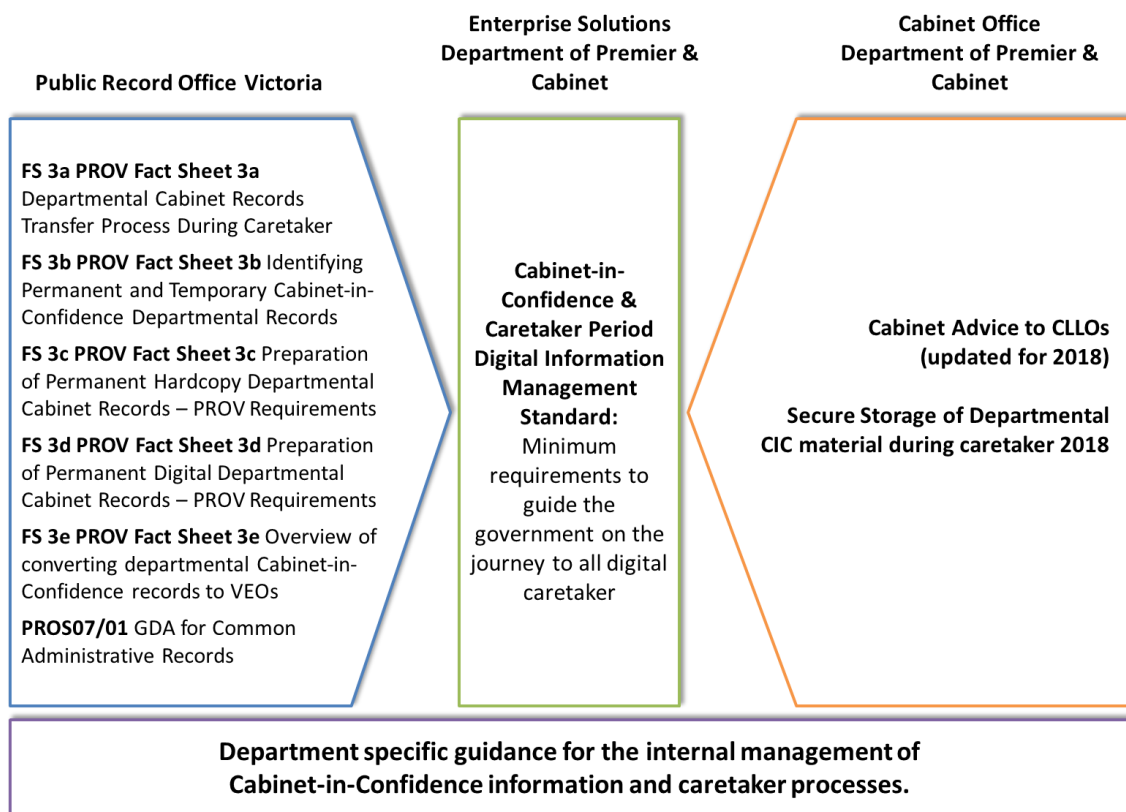 Public Record Office Victoria
FS 3a PROV Fact Sheet 3a
Departmental Cabinet Records
Transfer Process During Caretaker
FS 3b PROV Fact Sheet 3b Identifying
Permanent and Temporary Cabinet-in-
Confidence Departmental Records
FS 3c PROV Fact Sheet 3c Preparation
of Permanent Hardcopy Departmental
Cabinet Records – PROV Requirements
FS 3d PROV Fact Sheet 3d Preparation
of Permanent Digital Departmental
Cabinet Records – PROV Requirements
FS 3e PROV Fact Sheet 3e Overview of
converting departmental Cabinet-in-
Confidence records to VEOs
PROS07/01 GDA for Common
Administrative Records
Enterprise Solutions
Department of Premier &
Cabinet
Cabinet-in-
Confidence &
Caretaker Period
Digital Information
Management
Standard:
Minimum
requirements to
guide the
government on the
journey to all digital
caretaker
Cabinet Office
Department of Premier &
Cabinet
Cabinet Advice to CLLOs
(updated for 2018)
Secure Storage of Departmental
CIC material during caretaker 2018
Department specific guidance for the internal management of
Cabinet-in-Confidence information and caretaker processes.